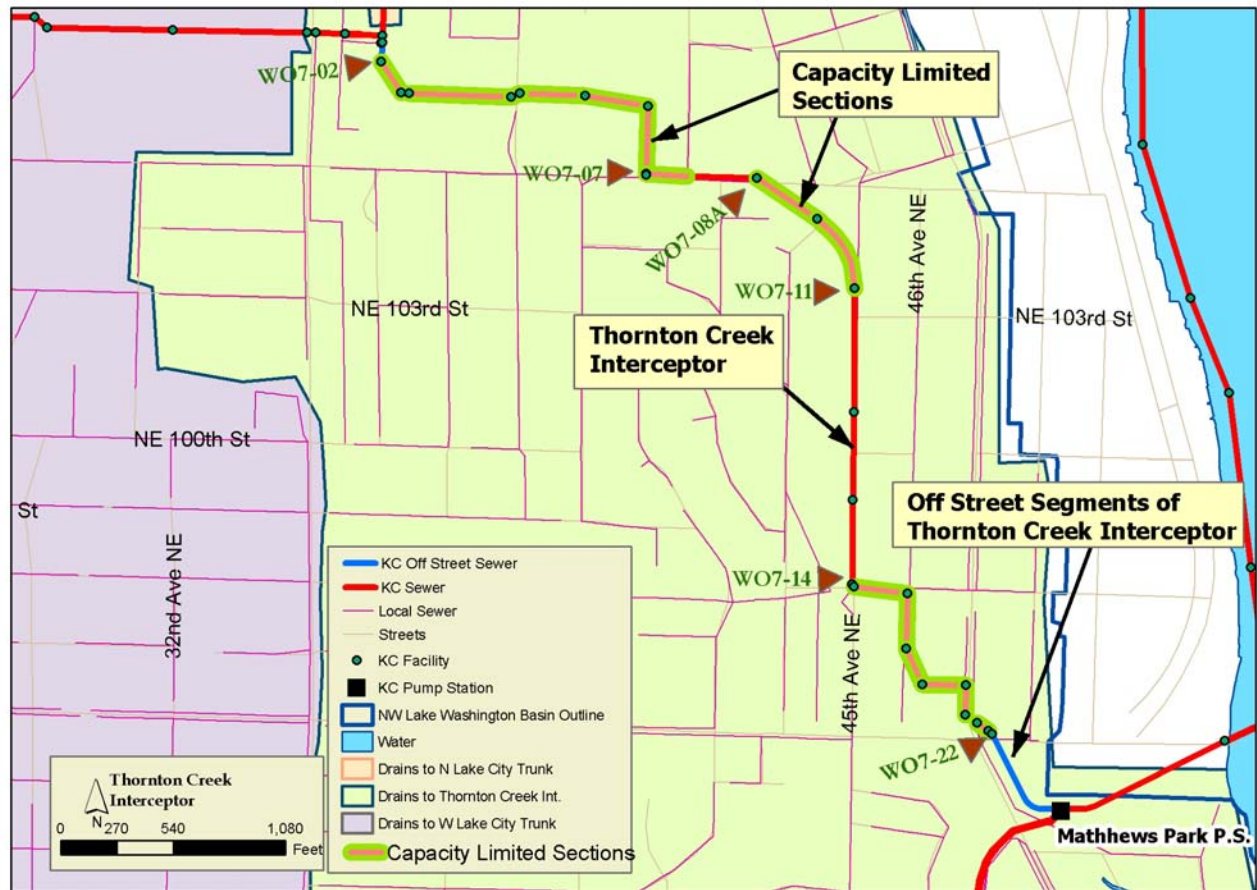 WO7-02
Capacity Limited
Sections
WO7-07
WO7-08A
WO7-11
46th Ave NE
NE 103rd St
NE 103rd St
Thornton Creek
Interceptor
NE 100th St
St
32nd Ave NE
Off Street Segments of
Thornton Creek Interceptor
WO7-14
45th Ave NE
WO7-22
Mathhews Park P.S.
KC Off Street Sewer
KC Sewer
Local Sewer
Streets
KC Facility
KC Pump Station
NW Lake Washington Basin Outline
Water
Drains to N Lake City Trunk
Drains to Thornton Creek Int.
Drains to W Lake City Trunk
Capacity Limited Sections
Thornton Creek
Interceptor
N
0 270 540 1,080
Feet